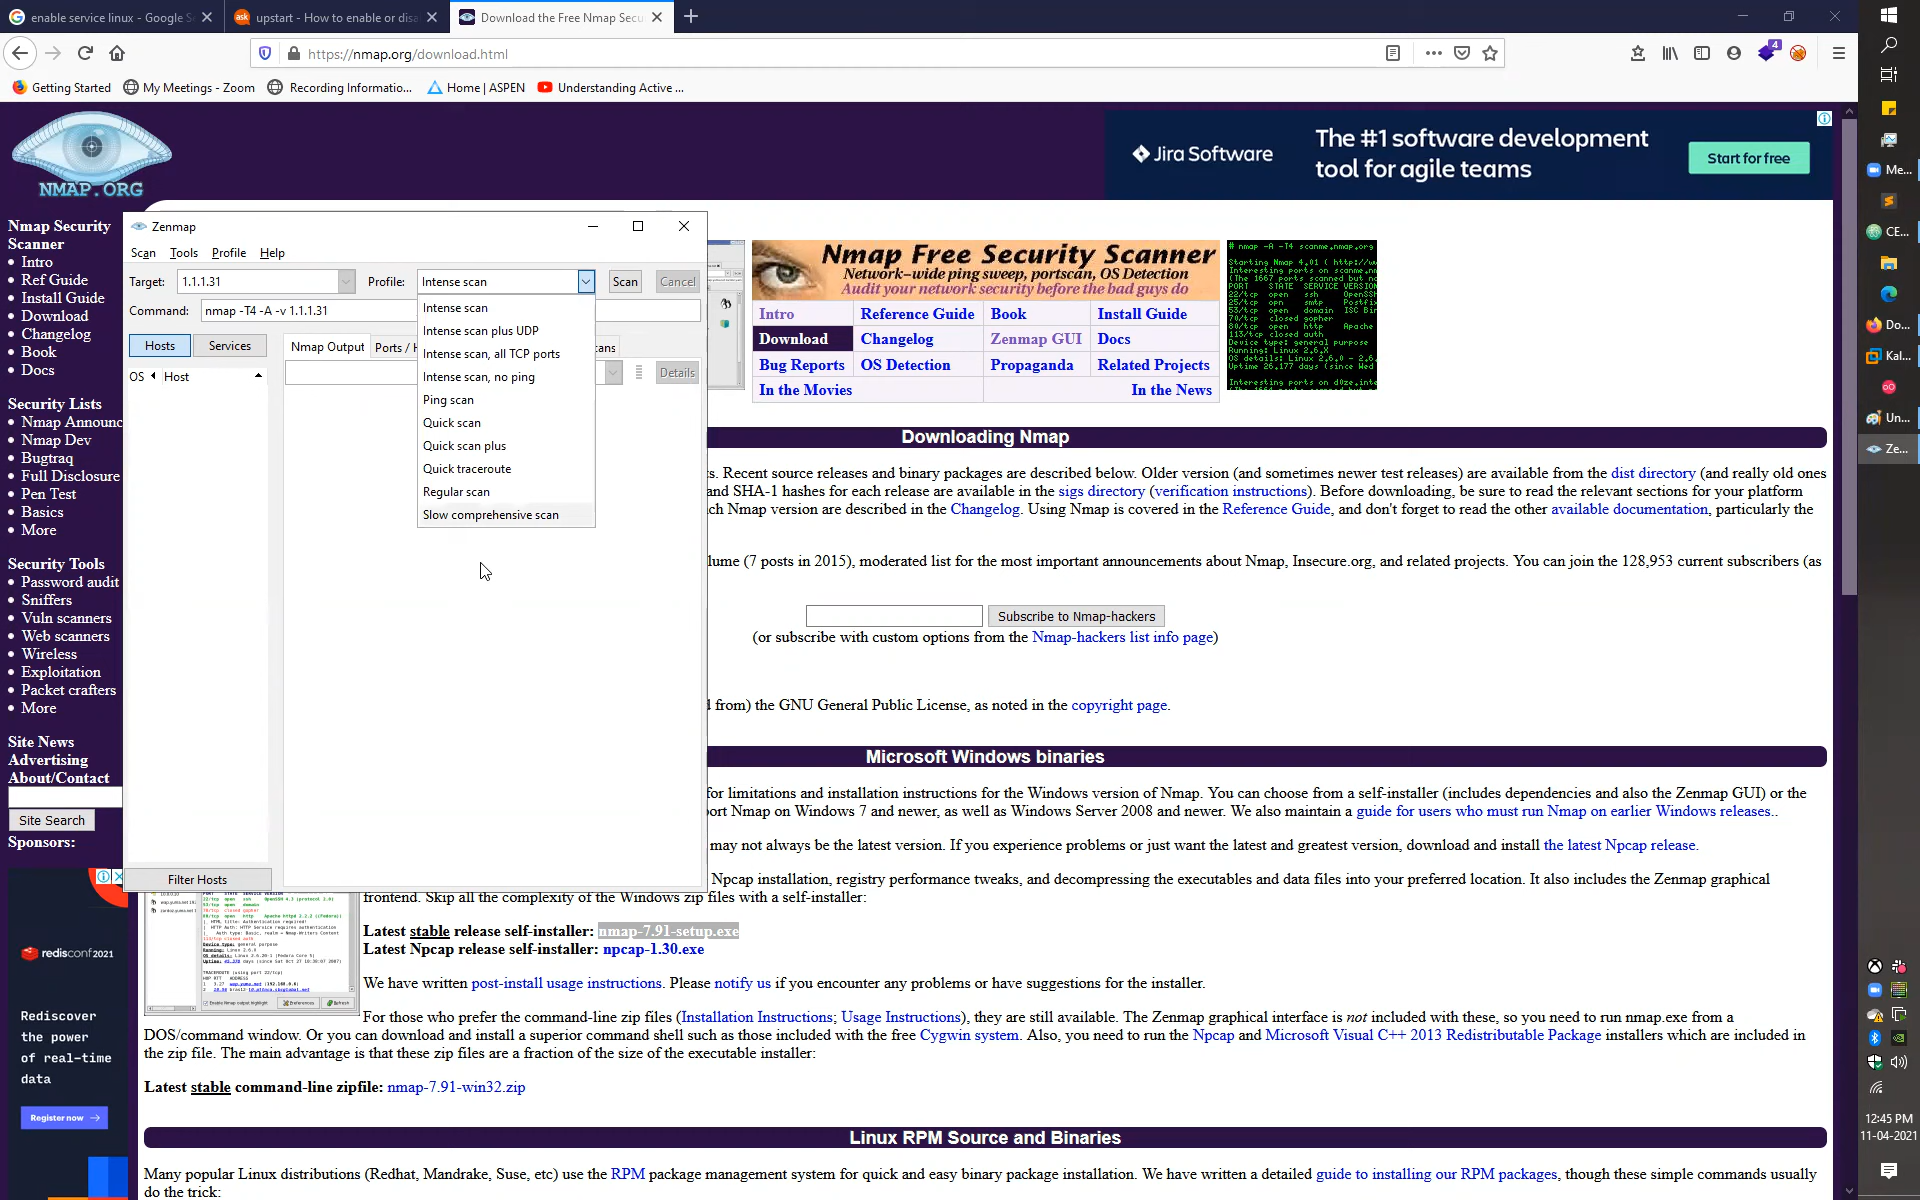 enable service linux - Google S
upstart - How to enable or disa
Download the Free Nmap Secu
https://nmap.org/download.html
Getting Started
My Meetings - Zoom
Recording Informatio...
Home | ASPEN
Understanding Active ...
NMAP.ORG
Jira Software
The #1 software development
tool for agile teams
Start for free
Nmap Security
Scanner
Intro
Ref Guide
Install Guide
Download
Changelog
Book
Docs
Security Lists
Nmap Announc
Nmap Dev
Bugtraq
Full Disclosure
Pen Test
Basics
More
Security Tools
Password audit
Sniffers
Vuln scanners
Web scanners
Wireless
Exploitation
Packet crafters
More
Site News
Advertising
About/Contact
Site Search
Sponsors:
redisconf2021
Rediscover
the power
of real-time
data
Register now
Zenmap
Scan Tools Profile Help
Target: 1.1.1.31 Profile: Intense scan Scan Cancel
Command: nmap -T4 -A -v 1.1.1.31
Hosts Services
Nmap Output Ports / H
ans
OS Host
Details
Intense scan
Intense scan plus UDP
Intense scan, all TCP ports
Intense scan, no ping
Ping scan
Quick scan
Quick scan plus
Quick traceroute
Regular scan
Slow comprehensive scan
Filter Hosts
Nmap Free Security Scanner
Network-wide ping sweep, portscan, OS Detection
Audit your network security before the bad guys do
Intro Reference Guide Book Install Guide
Download Changelog Zenmap GUI Docs
Bug Reports OS Detection Propaganda Related Projects
In the Movies In the News
# nmap -A -T4 scanme.nmap.org
Downloading Nmap
ts. Recent source releases and binary packages are described below. Older version (and sometimes newer test releases) are available from the dist directory (and really old ones
and SHA-1 hashes for each release are available in the sigs directory (verification instructions). Before downloading, be sure to read the relevant sections for your platform
ch Nmap version are described in the Changelog. Using Nmap is covered in the Reference Guide, and don't forget to read the other available documentation, particularly the
lume (7 posts in 2015), moderated list for the most important announcements about Nmap, Insecure.org, and related projects. You can join the 128,953 current subscribers (as
Subscribe to Nmap-hackers
(or subscribe with custom options from the Nmap-hackers list info page)
from) the GNU General Public License, as noted in the copyright page.
Microsoft Windows binaries
for limitations and installation instructions for the Windows version of Nmap. You can choose from a self-installer (includes dependencies and also the Zenmap GUI) or the
ort Nmap on Windows 7 and newer, as well as Windows Server 2008 and newer. We also maintain a guide for users who must run Nmap on earlier Windows releases..
may not always be the latest version. If you experience problems or just want the latest and greatest version, download and install the latest Npcap release.
Npcap installation, registry performance tweaks, and decompressing the executables and data files into your preferred location. It also includes the Zenmap graphical
frontend. Skip all the complexity of the Windows zip files with a self-installer:
Latest stable release self-installer: nmap-7.91-setup.exe
Latest Npcap release self-installer: npcap-1.30.exe
We have written post-install usage instructions. Please notify us if you encounter any problems or have suggestions for the installer.
For those who prefer the command-line zip files (Installation Instructions; Usage Instructions), they are still available. The Zenmap graphical interface is not included with these, so you need to run nmap.exe from a
DOS/command window. Or you can download and install a superior command shell such as those included with the free Cygwin system. Also, you need to run the Npcap and Microsoft Visual C++ 2013 Redistributable Package installers which are included in
the zip file. The main advantage is that these zip files are a fraction of the size of the executable installer:
Latest stable command-line zipfile: nmap-7.91-win32.zip
Linux RPM Source and Binaries
Many popular Linux distributions (Redhat, Mandrake, Suse, etc) use the RPM package management system for quick and easy binary package installation. We have written a detailed guide to installing our RPM packages, though these simple commands usually
do the trick:
4
Me...
CE...
Do...
Kal...
Un...
Ze...
12:45 PM
11-04-2021